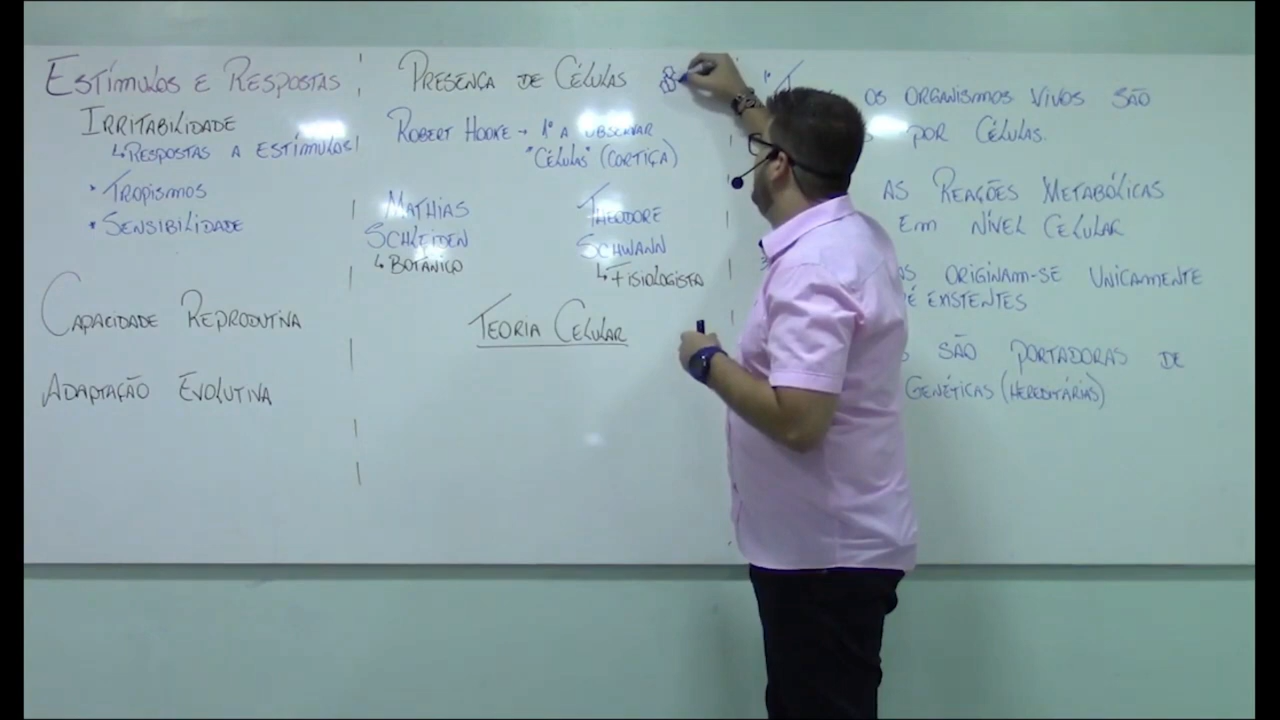 Estímulos e Respostas
Irritabilidade
↳ Respostas a estímulos
• Tropismos
• Sensibilidade
Capacidade Reprodutiva
Adaptação Evolutiva
Presença de Células
Robert Hooke → 1º a observar
"Células" (cortiça)
Mathias
Schleiden
↳ Botânico
Theodore
Schwann
↳ Fisiologista
Teoria Celular
1º os organismos vivos são
por células.
as reações metabólicas
em nível celular
originam-se unicamente
existentes
são portadoras de
genéticas (hereditárias)